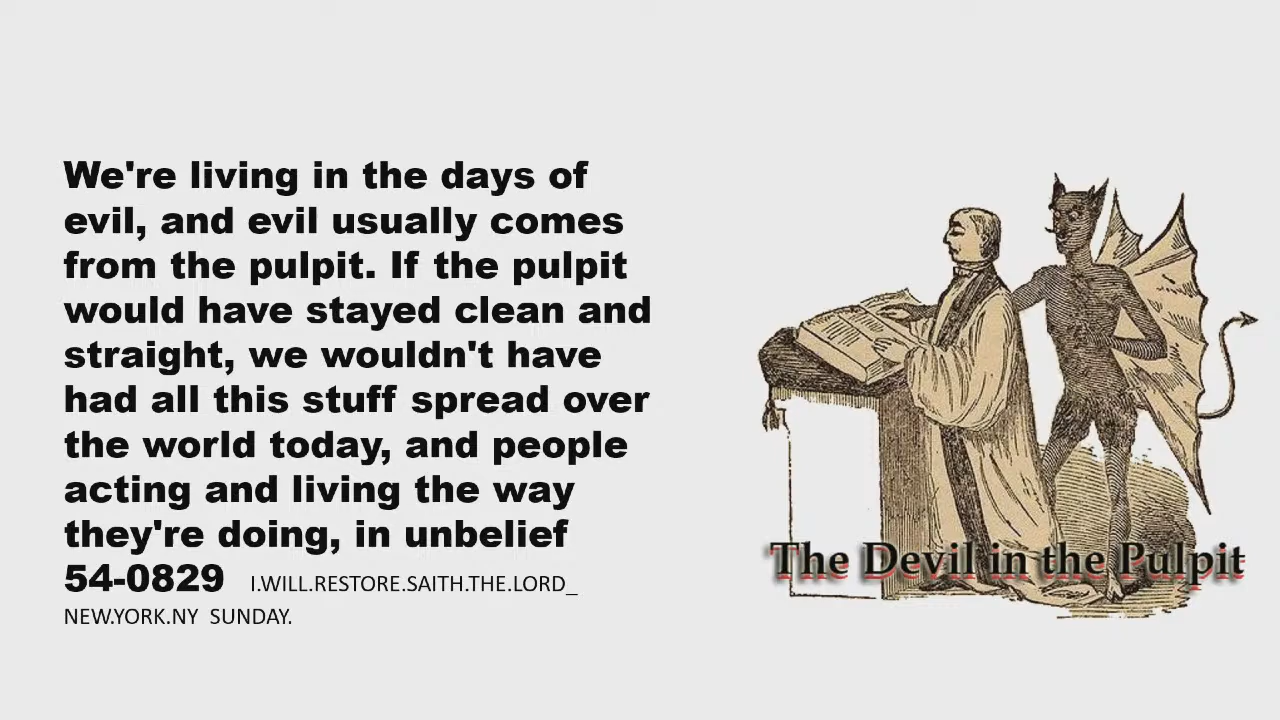 We're living in the days of
evil, and evil usually comes
from the pulpit. If the pulpit
would have stayed clean and
straight, we wouldn't have
had all this stuff spread over
the world today, and people
acting and living the way
they're doing, in unbelief
54-0829 I.WILL.RESTORE.SAITH.THE.LORD_
NEW.YORK.NY SUNDAY.
The Devil in the Pulpit